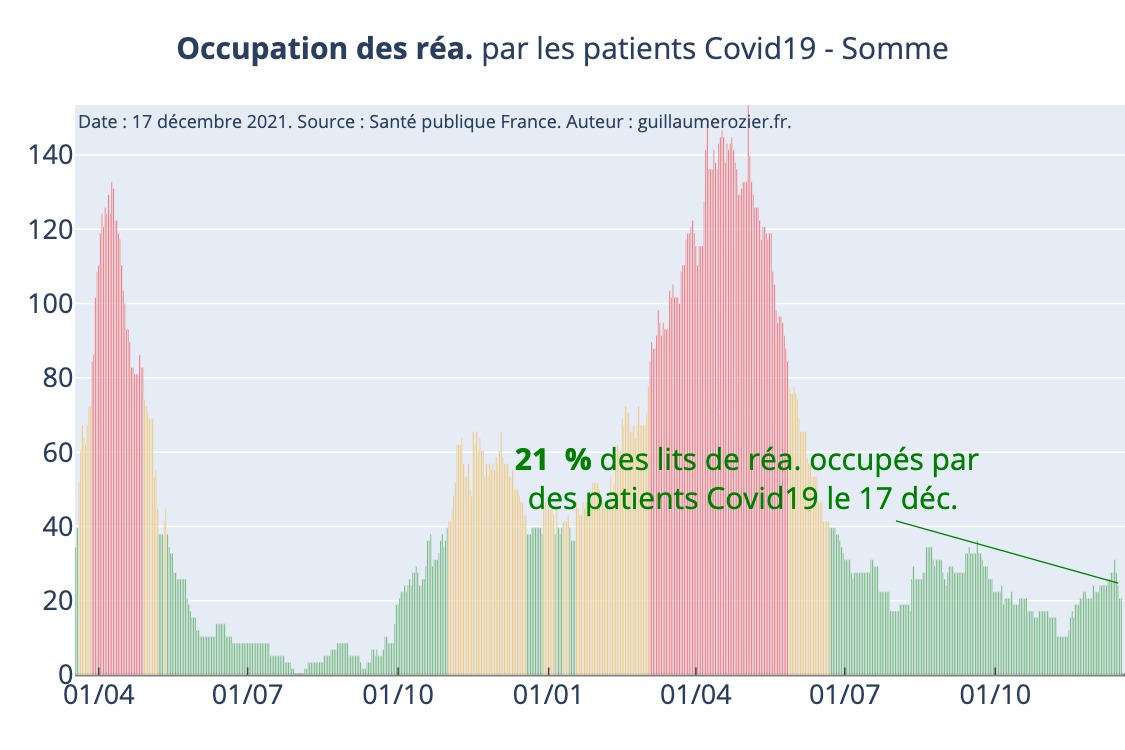 Occupation des réa. par les patients Covid19 - Somme
Date : 17 décembre 2021. Source : Santé publique France. Auteur : guillaumerozier.fr.
140
120
100
80
60
40
20
0
21 % des lits de réa. occupés par
des patients Covid19 le 17 déc.
01/04 01/07 01/10 01/01 01/04 01/07 01/10